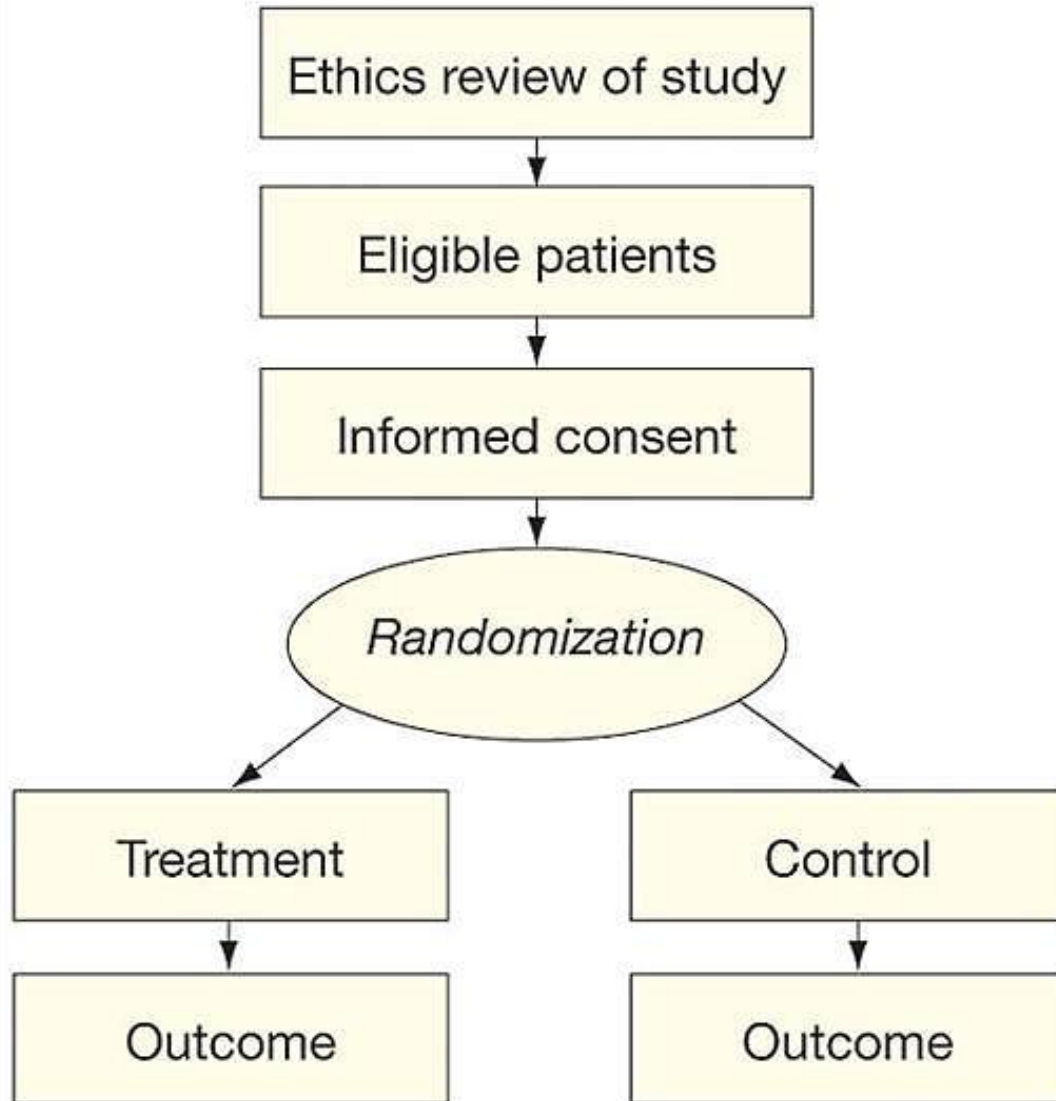 Ethics review of study
Eligible patients
Informed consent
Randomization
Treatment
Control
Outcome
Outcome